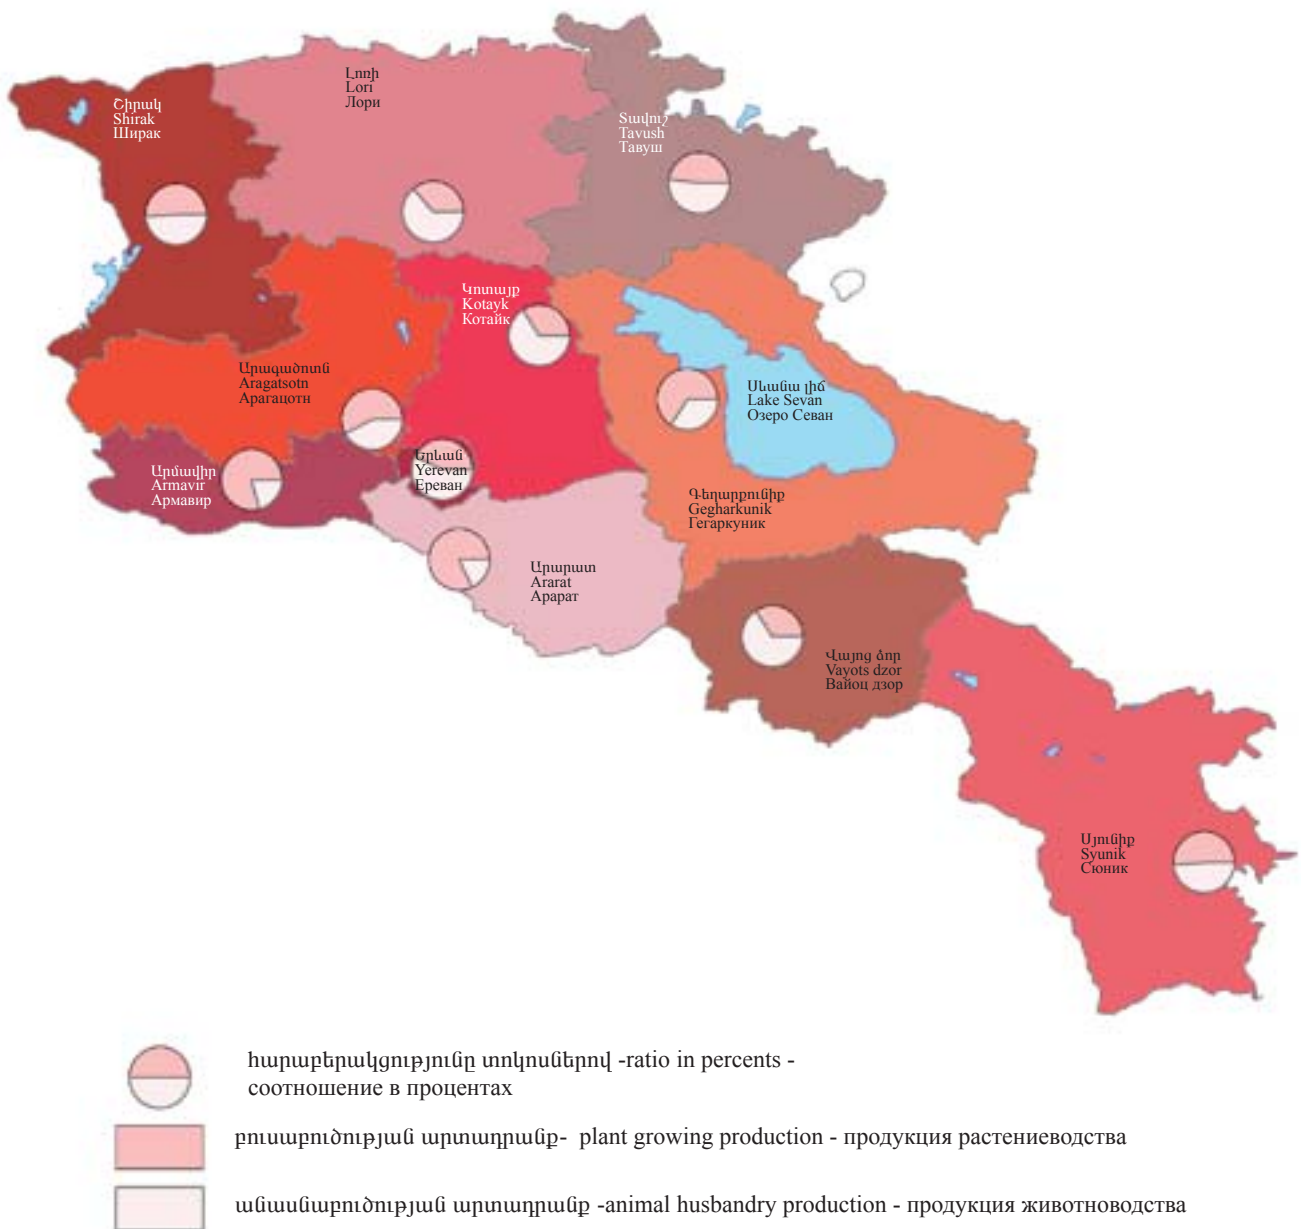 Լոռի
Lori
Лори
Շիրակ
Shirak
Ширак
Տավուշ
Tavush
Тавуш
Կոտայք
Kotayk
Котайк
Արագածոտն
Aragatsotn
Арагацотн
Սևանա լիճ
Lake Sevan
Озеро Севан
Երևան
Yerevan
Ереван
Արմավիր
Armavir
Армавир
Գեղարքունիք
Gegharkunik
Гегаркуник
Արարատ
Ararat
Арарат
Վայոց ձոր
Vayots dzor
Вайоц дзор
Սյունիք
Syunik
Сюник
հարաբերակցությունը տոկոսներով -ratio in percents -
соотношение в процентах
բուսաբուծության արտադրանք- plant growing production - продукция растениеводства
անասնաբուծության արտադրանք -animal husbandry production - продукция животноводства